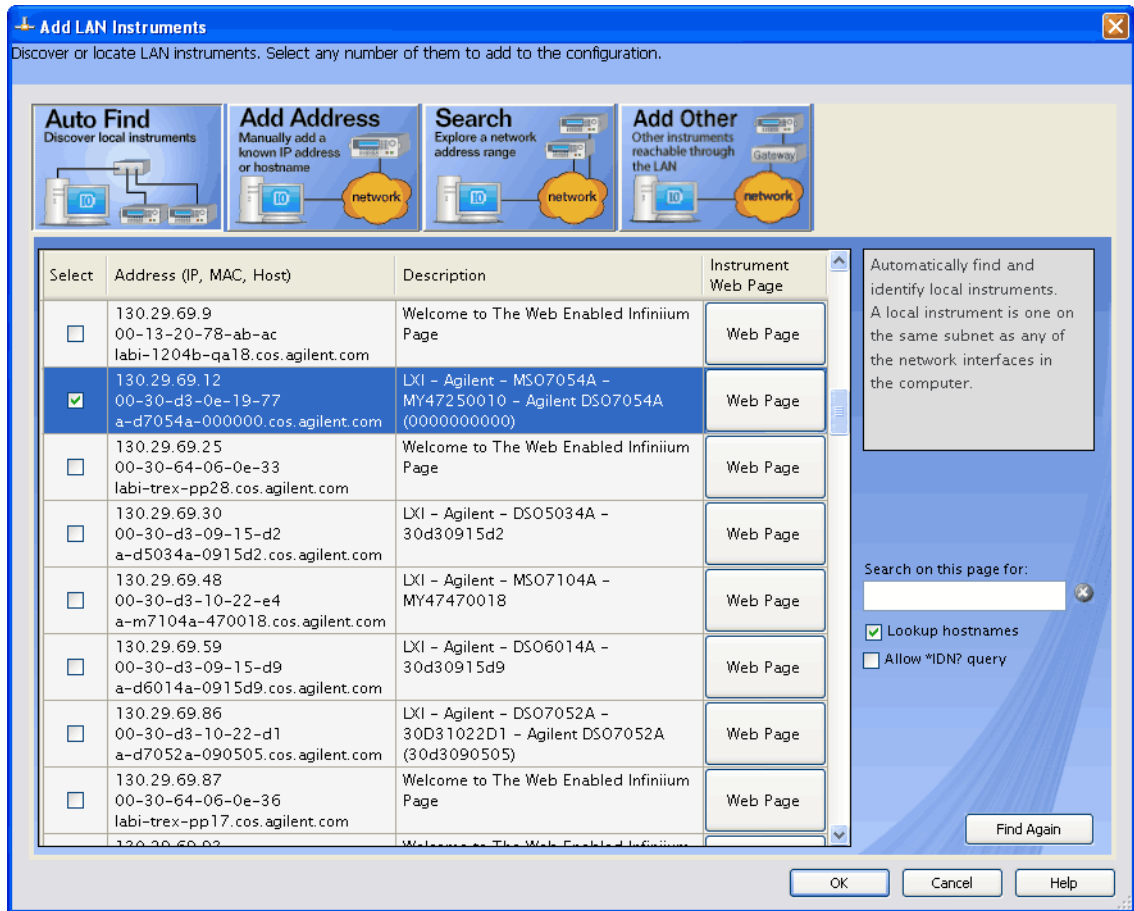 Add LAN Instruments
Discover or locate LAN instruments. Select any number of them to add to the configuration.
Auto Find
Discover local instruments
IO
Add Address
Manually add a
known IP address
or hostname
IO
network
Search
Explore a network
address range
IO
network
Add Other
Other instruments
reachable through
the LAN
Gateway
IO
network
Select
Address (IP, MAC, Host)
Description
Instrument
Web Page
130.29.69.9
00-13-20-78-ab-ac
labi-1204b-qa18.cos.agilent.com
Welcome to The Web Enabled Infiniium
Page
Web Page
130.29.69.12
00-30-d3-0e-19-77
a-d7054a-000000.cos.agilent.com
LXI - Agilent - MSO7054A -
MY47250010 - Agilent DSO7054A
(0000000000)
Web Page
130.29.69.25
00-30-64-06-0e-33
labi-trex-pp28.cos.agilent.com
Welcome to The Web Enabled Infiniium
Page
Web Page
130.29.69.30
00-30-d3-09-15-d2
a-d5034a-0915d2.cos.agilent.com
LXI - Agilent - DSO5034A -
30d30915d2
Web Page
130.29.69.48
00-30-d3-10-22-e4
a-m7104a-470018.cos.agilent.com
LXI - Agilent - MSO7104A -
MY47470018
Web Page
130.29.69.59
00-30-d3-09-15-d9
a-d6014a-0915d9.cos.agilent.com
LXI - Agilent - DSO6014A -
30d30915d9
Web Page
130.29.69.86
00-30-d3-10-22-d1
a-d7052a-090505.cos.agilent.com
LXI - Agilent - DSO7052A -
30D31022D1 - Agilent DSO7052A
(30d3090505)
Web Page
130.29.69.87
00-30-64-06-0e-36
labi-trex-pp17.cos.agilent.com
Welcome to The Web Enabled Infiniium
Page
Web Page
Welcome to The Web Enabled Infiniium
Automatically find and
identify local instruments.
A local instrument is one on
the same subnet as any of
the network interfaces in
the computer.
Search on this page for:
Lookup hostnames
Allow *IDN? query
Find Again
OK
Cancel
Help